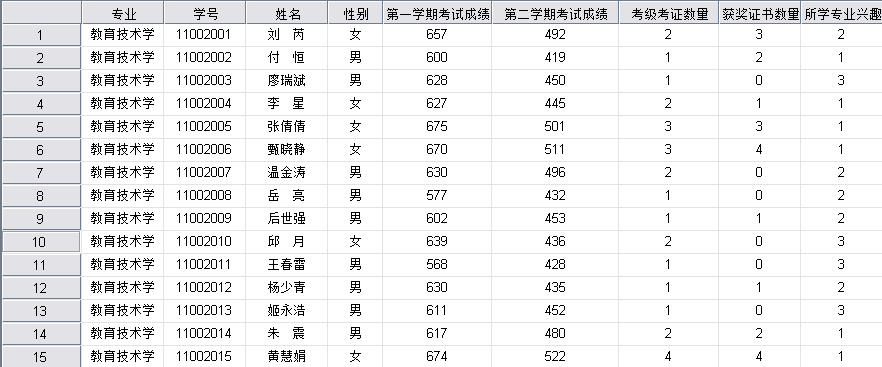 专业 学号 姓名 性别 第一学期考试成绩 第二学期考试成绩 考级考证数量 获奖证书数量 所学专业兴趣
1 教育技术学 11002001 刘 芮 女 657 492 2 3 2
2 教育技术学 11002002 付 恒 男 600 419 1 2 1
3 教育技术学 11002003 廖瑞斌 男 628 450 1 0 3
4 教育技术学 11002004 李 星 女 627 445 2 1 1
5 教育技术学 11002005 张倩倩 女 675 501 3 3 1
6 教育技术学 11002006 甄晓静 女 670 511 3 4 1
7 教育技术学 11002007 温金涛 男 630 496 2 0 2
8 教育技术学 11002008 岳 亮 男 577 432 1 0 2
9 教育技术学 11002009 后世强 男 602 453 1 1 2
10 教育技术学 11002010 邱 月 女 639 436 2 0 3
11 教育技术学 11002011 王春雷 男 568 428 1 0 3
12 教育技术学 11002012 杨少青 男 630 435 1 1 2
13 教育技术学 11002013 姬永浩 男 611 452 1 0 3
14 教育技术学 11002014 朱 震 男 617 480 2 2 1
15 教育技术学 11002015 黄慧娟 女 674 522 4 4 1